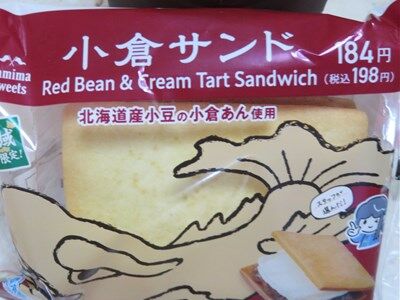 小倉サンド
184円
Red Bean & Cream Tart Sandwich (税込198円)
北海道産小豆の小倉あん使用
限定!
スタッフが
選んだ!